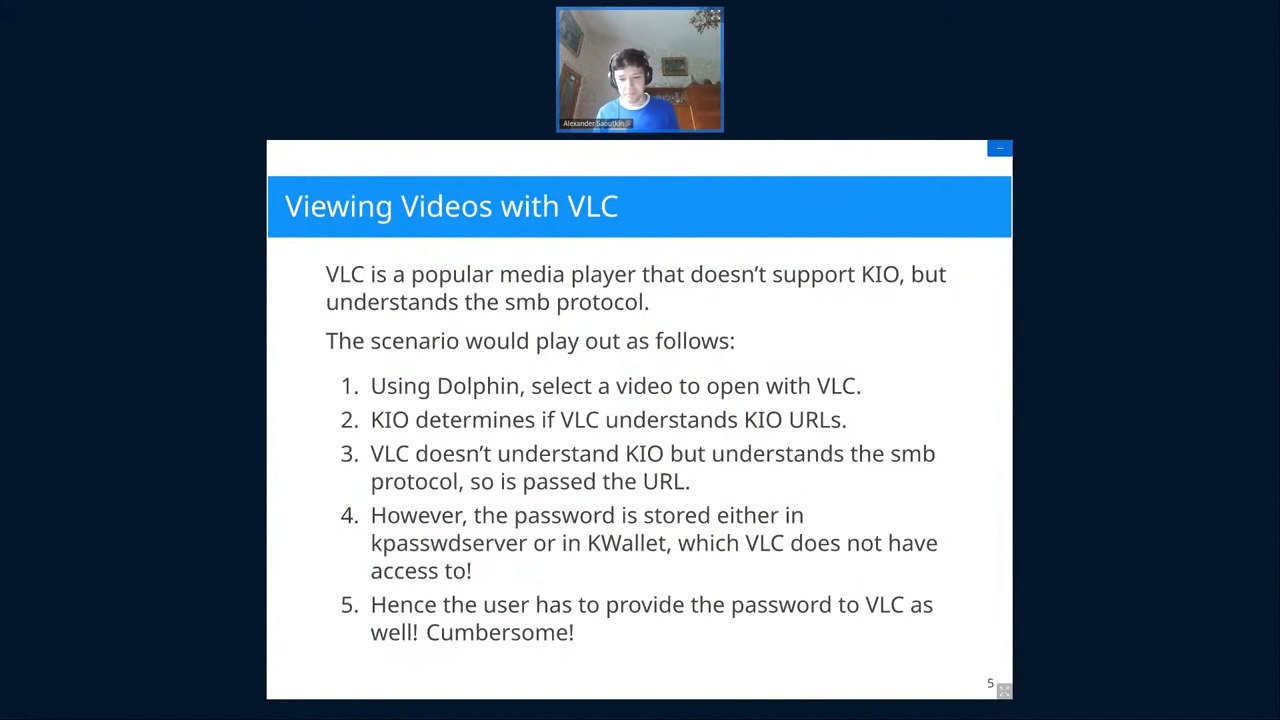 Alexander Saoutkin
Viewing Videos with VLC
VLC is a popular media player that doesn’t support KIO, but
understands the smb protocol.
The scenario would play out as follows:
1. Using Dolphin, select a video to open with VLC.
2. KIO determines if VLC understands KIO URLs.
3. VLC doesn’t understand KIO but understands the smb
protocol, so is passed the URL.
4. However, the password is stored either in
kpasswdserver or in KWallet, which VLC does not have
access to!
5. Hence the user has to provide the password to VLC as
well! Cumbersome!
5